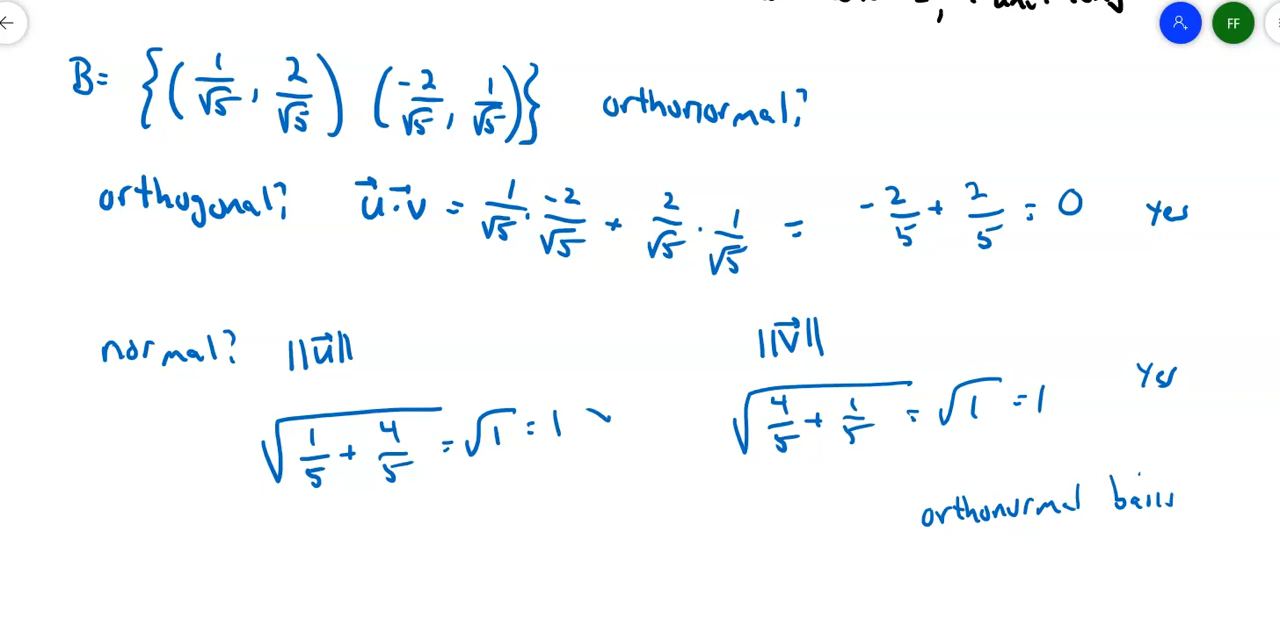 FF
B= {(1/√5, 2/√5) (-2/√5, 1/√5)} orthonormal?
orthogonal? u⃗·v⃗ = 1/√5 · -2/√5 + 2/√5 · 1/√5 = -2/5 + 2/5 = 0 Yes
normal? ||u⃗|| ||v⃗||
√(1/5 + 4/5) = √1 = 1 √(4/5 + 1/5) = √1 = 1 Yes
orthonormal basis